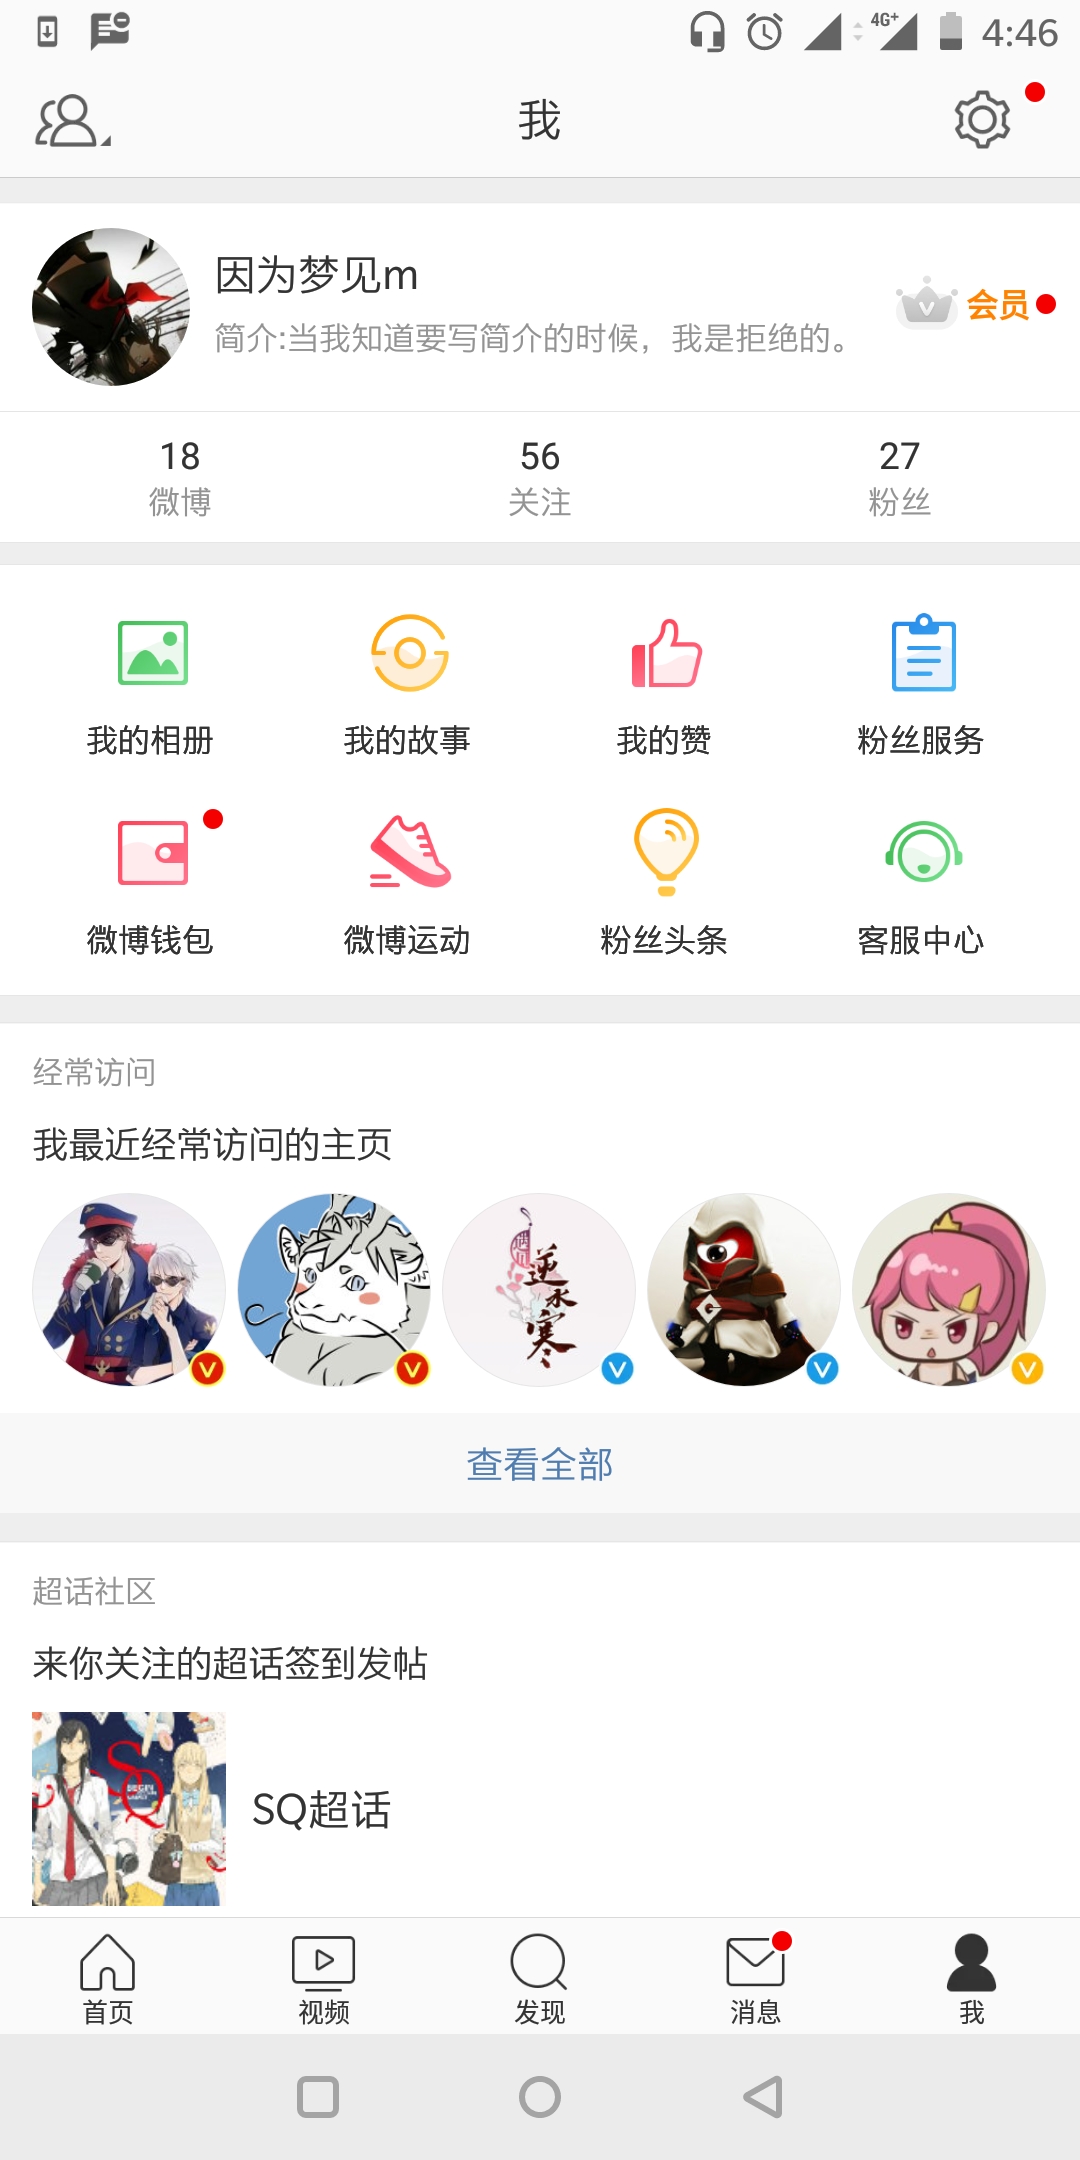 4G+ 4:46
我
因为梦见m
简介:当我知道要写简介的时候，我是拒绝的。
会员
18 56 27
微博 关注 粉丝
我的相册 我的故事 我的赞 粉丝服务
微博钱包 微博运动 粉丝头条 客服中心
经常访问
我最近经常访问的主页
逆水寒
查看全部
超话社区
来你关注的超话签到发帖
SQ
SQ超话
首页 视频 发现 消息 我